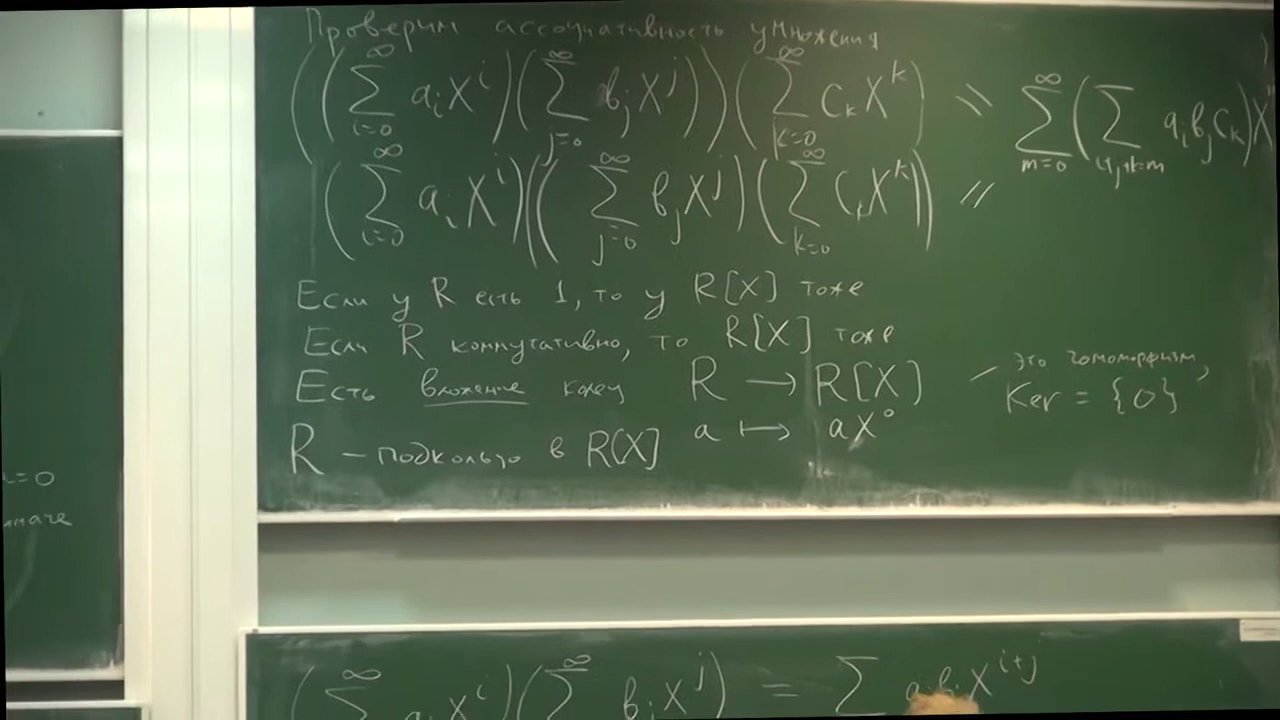 Проверим ассоциативность умножения
((∑_{i=0}^{∞} a_i X^i)(∑_{j=0}^{∞} b_j X^j))(∑_{k=0}^{∞} c_k X^k) = ∑_{m=0}^{∞} (∑_{i+j+k=m} a_i b_j c_k) X
(∑_{i=0}^{∞} a_i X^i)((∑_{j=0}^{∞} b_j X^j)(∑_{k=0}^{∞} c_k X^k)) =
Если у R есть 1, то у R[X] тоже
Если R коммутативно, то R[X] тоже
Есть вложение колец R → R[X] — это гомоморфизм,
Ker = {0}
a ↦ aX^0
R – подкольцо в R[X]
=0
иначе
(∑^{∞} a_i X^i)(∑^{∞} b_j X^j) = ∑ X^{i+j}